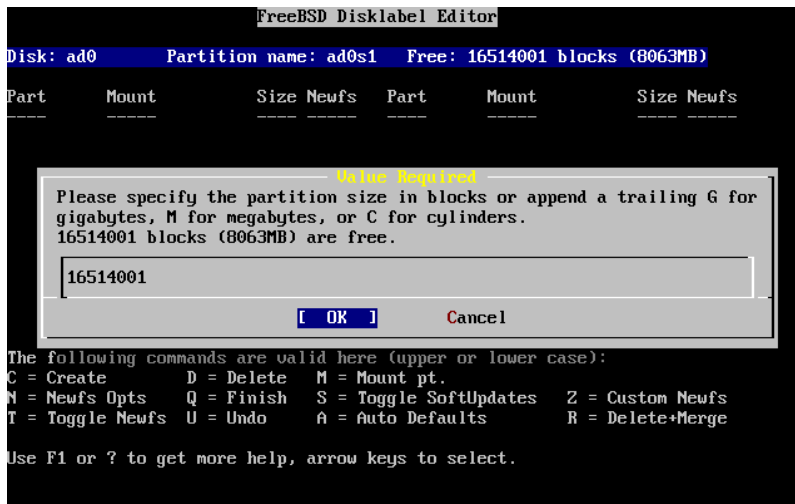 FreeBSD Disklabel Editor
Disk: ad0 Partition name: ad0s1 Free: 16514001 blocks (8063MB)
Part Mount Size Newfs Part Mount Size Newfs
---- ----- ---- ----- ---- ----- ---- -----
Value Required
Please specify the partition size in blocks or append a trailing G for
gigabytes, M for megabytes, or C for cylinders.
16514001 blocks (8063MB) are free.
16514001
[ OK ] Cancel
The following commands are valid here (upper or lower case):
C = Create D = Delete M = Mount pt.
N = Newfs Opts Q = Finish S = Toggle SoftUpdates Z = Custom Newfs
T = Toggle Newfs U = Undo A = Auto Defaults R = Delete+Merge
Use F1 or ? to get more help, arrow keys to select.